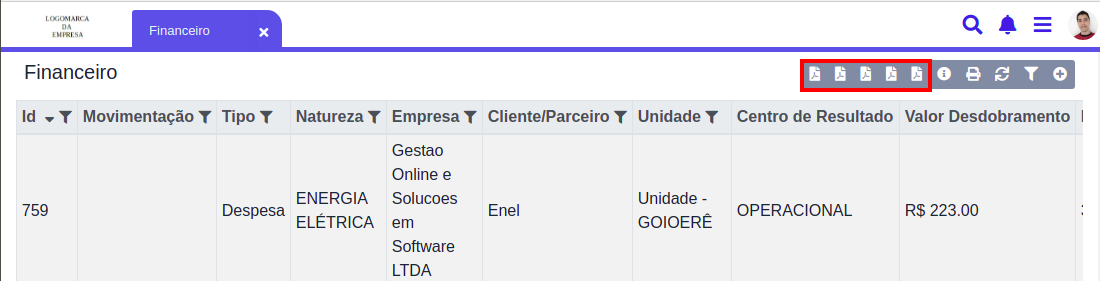 LOGOMARCA
DA
EMPRESA
Financeiro
Financeiro
Id Movimentação Tipo Natureza Empresa Cliente/Parceiro Unidade Centro de Resultado Valor Desdobramento
759 Despesa ENERGIA ELÉTRICA Gestao Online e Solucoes em Software LTDA Enel Unidade - GOIOERÊ OPERACIONAL R$ 223.00